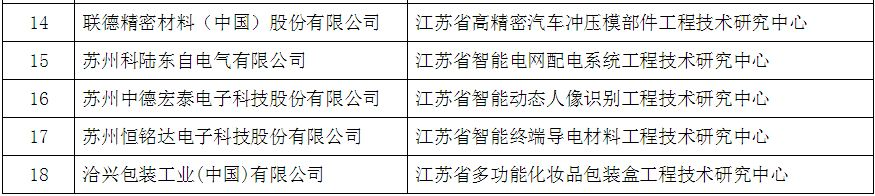 14 联德精密材料（中国）股份有限公司 江苏省高精密汽车冲压模部件工程技术研究中心
15 苏州科陆东自电气有限公司 江苏省智能电网配电系统工程技术研究中心
16 苏州中德宏泰电子科技股份有限公司 江苏省智能动态人像识别工程技术研究中心
17 苏州恒铭达电子科技股份有限公司 江苏省智能终端导电材料工程技术研究中心
18 洽兴包装工业(中国)有限公司 江苏省多功能化妆品包装盒工程技术研究中心